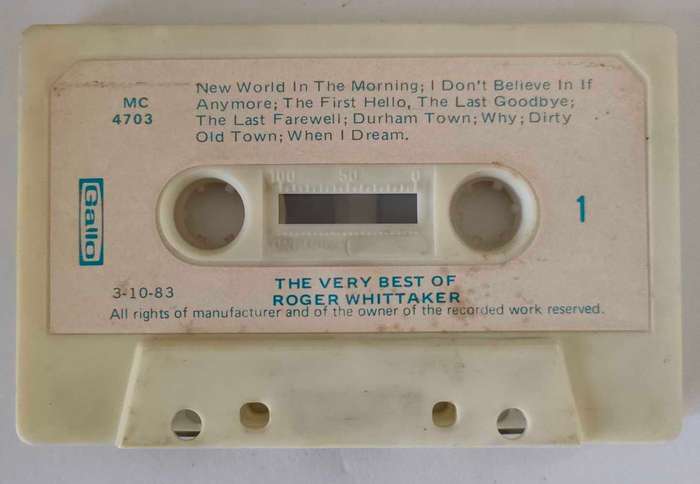 New World In The Morning; I Don't Believe In If
Anymore; The First Hello, The Last Goodbye;
The Last Farewell; Durham Town; Why; Dirty
Old Town; When I Dream.
MC
4703
Gallo
100 50 0
1
3-10-83
THE VERY BEST OF
ROGER WHITTAKER
All rights of manufacturer and of the owner of the recorded work reserved.